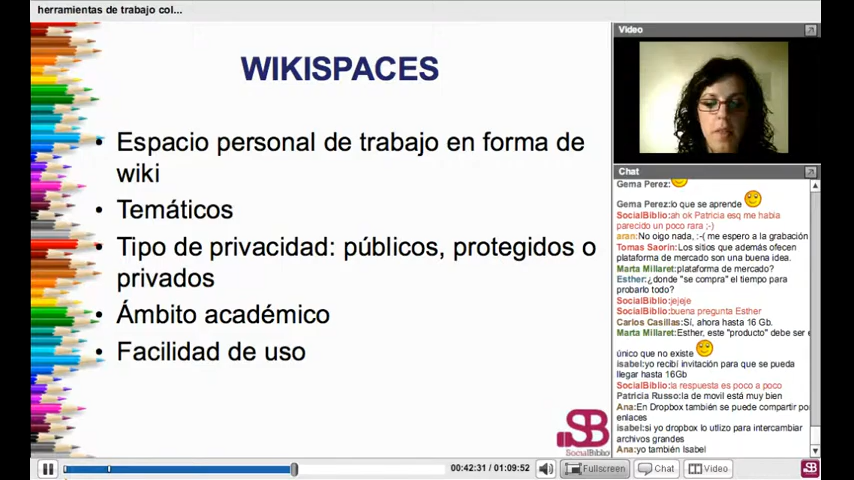 herramientas de trabajo col...
WIKISPACES
• Espacio personal de trabajo en forma de
wiki
• Temáticos
• Tipo de privacidad: públicos, protegidos o
privados
• Ámbito académico
• Facilidad de uso
SB
SocialBiblio
Video
Chat
Gema Perez:
Gema Perez:lo que se aprende
SocialBiblio:ah ok Patricia esq me había
parecido un poco rara ;-)
aran:No oigo nada, :-( me espero a la grabación
Tomas Saorin:Los sitios que además ofecen
plataforma de mercado son una buena idea.
Marta Millaret:plataforma de mercado?
Esther:¿donde "se compra" el tiempo para
probarlo todo?
SocialBiblio:jejeje
SocialBiblio:buena pregunta Esther
Carlos Casillas:Sí, ahora hasta 16 Gb.
Marta Millaret:Esther, este "producto" debe ser e
único que no existe
isabel:yo recibí invitación para que se pueda
llegar hasta 16Gb
SocialBiblio:la respuesta es poco a poco
Patricia Russo:la de movil está muy bien
Ana:En Dropbox también se puede compartir po
enlaces
isabel:si yo dropbox lo utlizo para intercambiar
archivos grandes
Ana:yo también Isabel
00:42:31 / 01:09:52
Fullscreen
Chat
Video
SB